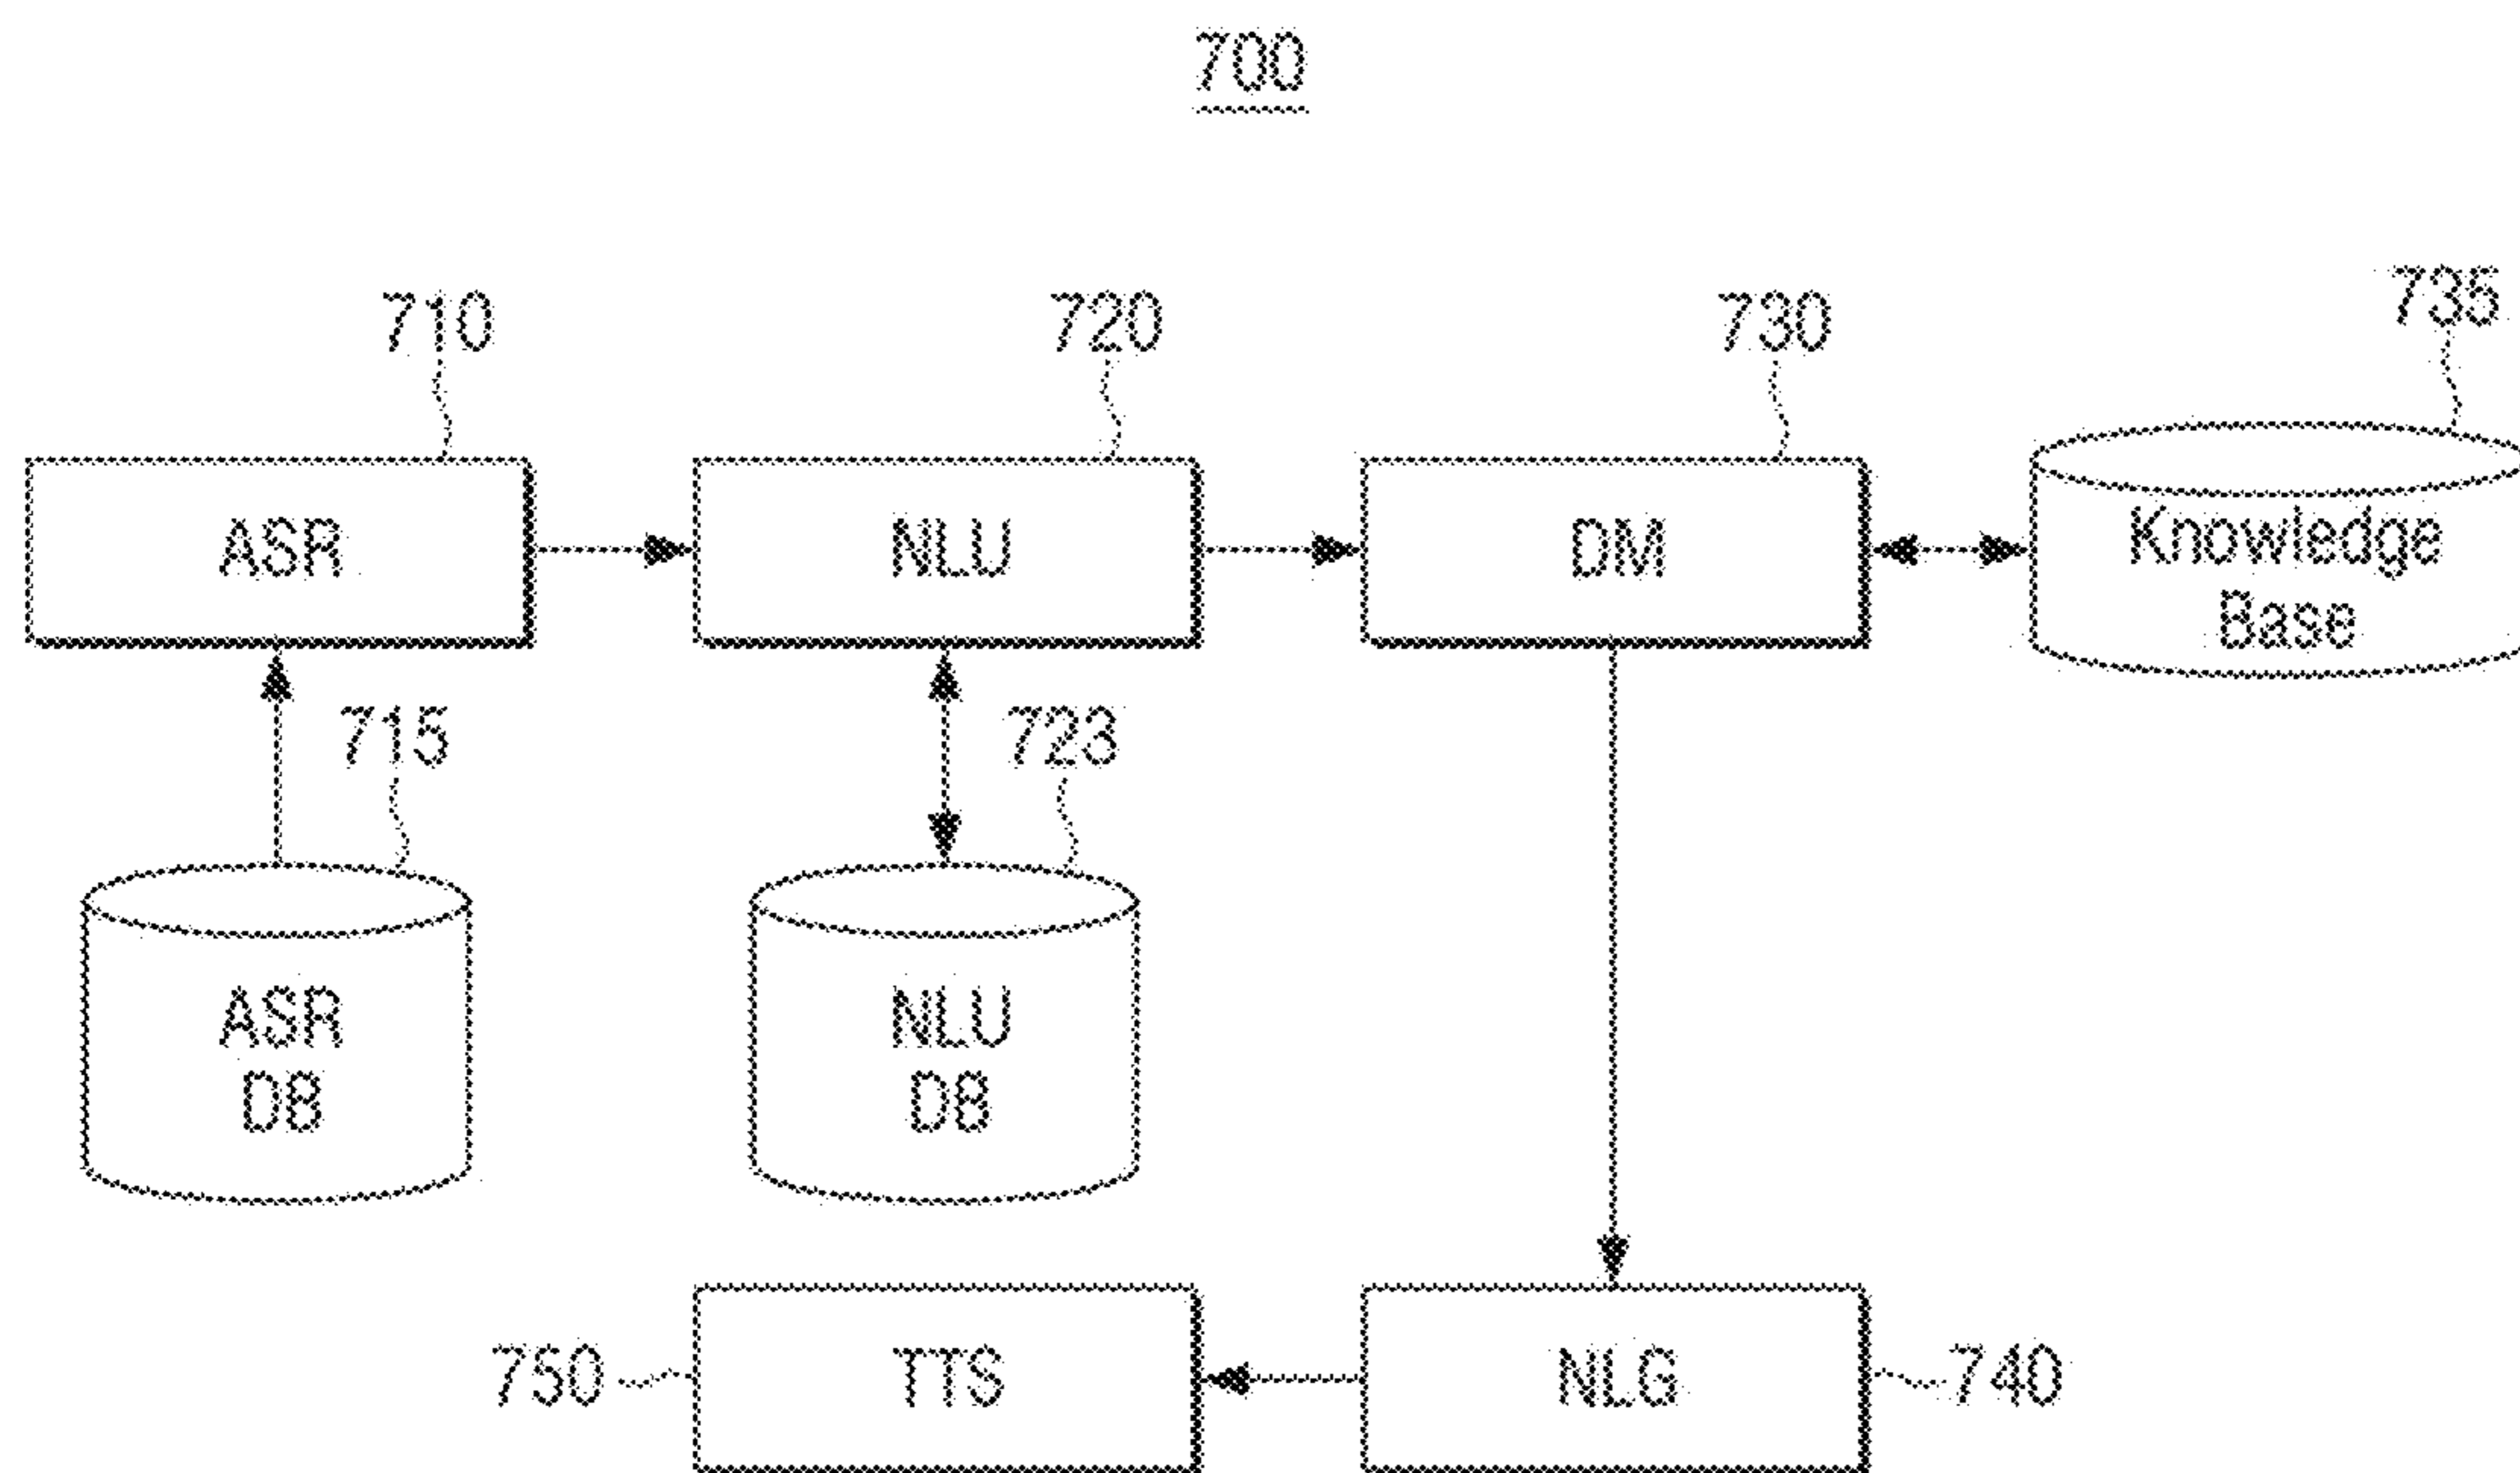 700
710
720
730
735
ASR
NLU
DM
Knowledge
Base
715
723
ASR
DB
NLU
DB
750
TTS
NLG
740